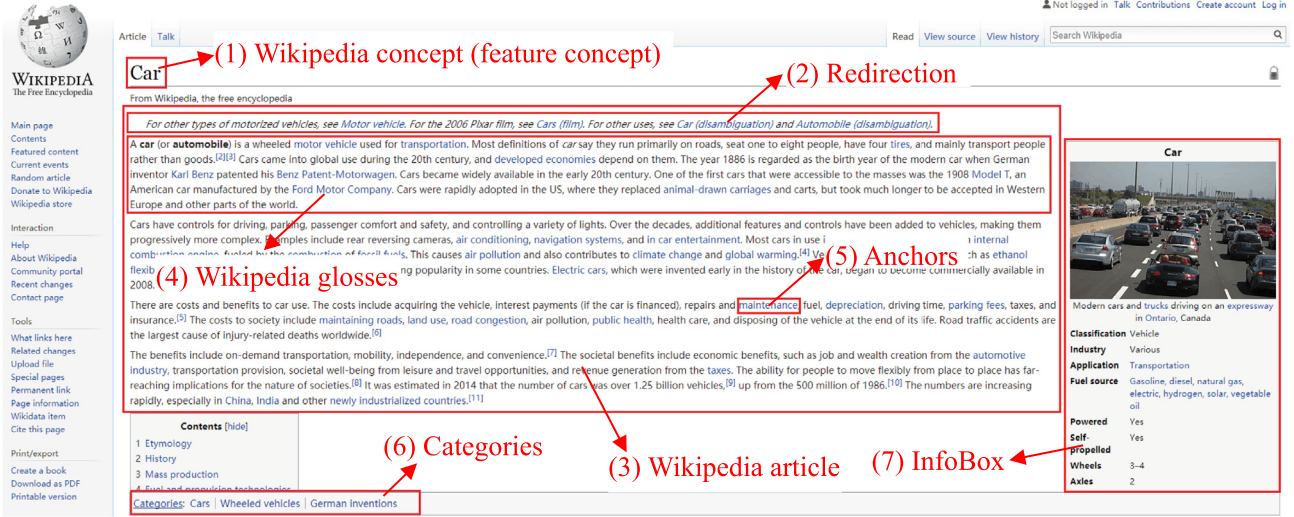 Not logged in Talk Contributions Create account Log in
Article Talk
Read View source View history Search Wikipedia
WIKIPEDIA
The Free Encyclopedia
(1) Wikipedia concept (feature concept)
Car
(2) Redirection
From Wikipedia, the free encyclopedia
For other types of motorized vehicles, see Motor vehicle. For the 2006 Pixar film, see Cars (film). For other uses, see Car (disambiguation) and Automobile (disambiguation).
A car (or automobile) is a wheeled motor vehicle used for transportation. Most definitions of car say they run primarily on roads, seat one to eight people, have four tires, and mainly transport people
rather than goods.[2][3] Cars came into global use during the 20th century, and developed economies depend on them. The year 1886 is regarded as the birth year of the modern car when German
inventor Karl Benz patented his Benz Patent-Motorwagen. Cars became widely available in the early 20th century. One of the first cars that were accessible to the masses was the 1908 Model T, an
American car manufactured by the Ford Motor Company. Cars were rapidly adopted in the US, where they replaced animal-drawn carriages and carts, but took much longer to be accepted in Western
Europe and other parts of the world.
Cars have controls for driving, parking, passenger comfort and safety, and controlling a variety of lights. Over the decades, additional features and controls have been added to vehicles, making them
progressively more complex. Examples include rear reversing cameras, air conditioning, navigation systems, and in car entertainment. Most cars in use internal
combustion engine, fueled by the combustion of fossil fuels. This causes air pollution and also contributes to climate change and global warming.[4] as ethanol
popularity in some countries. Electric cars, which were invented early in the history of the car, began to become commercially available in
2008.
(4) Wikipedia glosses
(5) Anchors
There are costs and benefits to car use. The costs include acquiring the vehicle, interest payments (if the car is financed), repairs and maintenance, fuel, depreciation, driving time, parking fees, taxes, and
insurance.[5] The costs to society include maintaining roads, land use, road congestion, air pollution, public health, health care, and disposing of the vehicle at the end of its life. Road traffic accidents are
the largest cause of injury-related deaths worldwide.[6]
The benefits include on-demand transportation, mobility, independence, and convenience.[7] The societal benefits include economic benefits, such as job and wealth creation from the automotive
industry, transportation provision, societal well-being from leisure and travel opportunities, and revenue generation from the taxes. The ability for people to move flexibly from place to place has far-
reaching implications for the nature of societies.[8] It was estimated in 2014 that the number of cars was over 1.25 billion vehicles,[9] up from the 500 million of 1986.[10] The numbers are increasing
rapidly, especially in China, India and other newly industrialized countries.[11]
Contents [hide]
1 Etymology
2 History
3 Mass production
4 Fuel and propulsion technologies
(6) Categories
(3) Wikipedia article
(7) InfoBox
Categories: Cars Wheeled vehicles German inventions
Car
Modern cars and trucks driving on an expressway
in Ontario, Canada
Classification Vehicle
Industry Various
Application Transportation
Fuel source Gasoline, diesel, natural gas,
electric, hydrogen, solar, vegetable
oil
Powered Yes
Self- Yes
propelled
Wheels 3–4
Axles 2
Main page
Contents
Featured content
Current events
Random article
Donate to Wikipedia
Wikipedia store
Interaction
Help
About Wikipedia
Community portal
Recent changes
Contact page
Tools
What links here
Related changes
Upload file
Special pages
Permanent link
Page information
Wikidata item
Cite this page
Print/export
Create a book
Download as PDF
Printable version